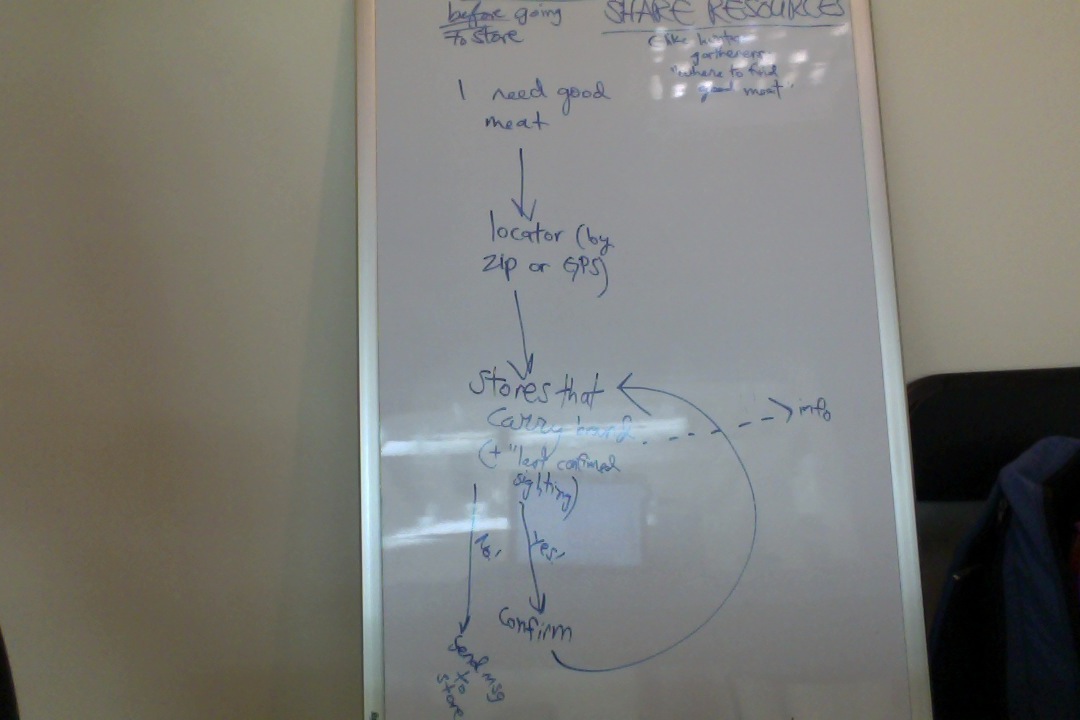 before going
To store
SHARE RESOURCES
(like hunter
gatherers
"where to find
good meat"
I need good
meat
locator (by
zip or GPS)
Stores that
carry brand
info
(+ "last confirmed
sighting)
No,
Yes,
Confirm
Send msg
to
store